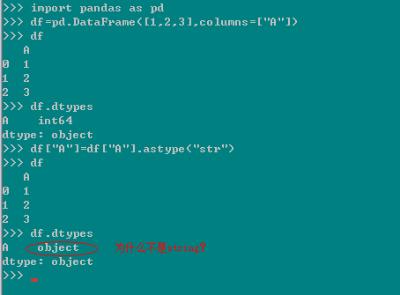 >>> import pandas as pd
>>> df=pd.DataFrame([1,2,3],columns=["A"])
>>> df
   A
0  1
1  2
2  3
>>> df.dtypes
A    int64
dtype: object
>>> df["A"]=df["A"].astype("str")
>>> df
   A
0  1
1  2
2  3
>>> df.dtypes
A    object 为什么不是string?
dtype: object
>>>